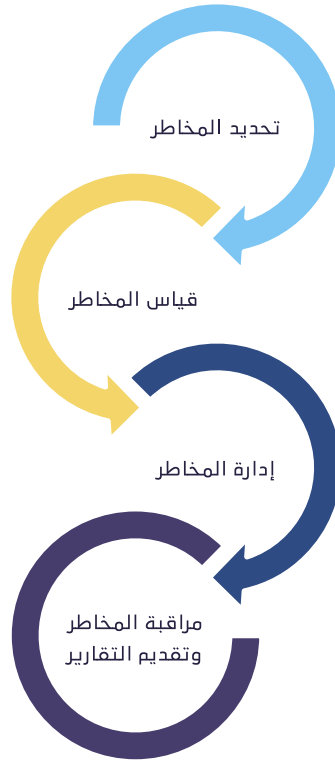 تحديد المخاطر
قياس المخاطر
إدارة المخاطر
مراقبة المخاطر
وتقديم التقارير